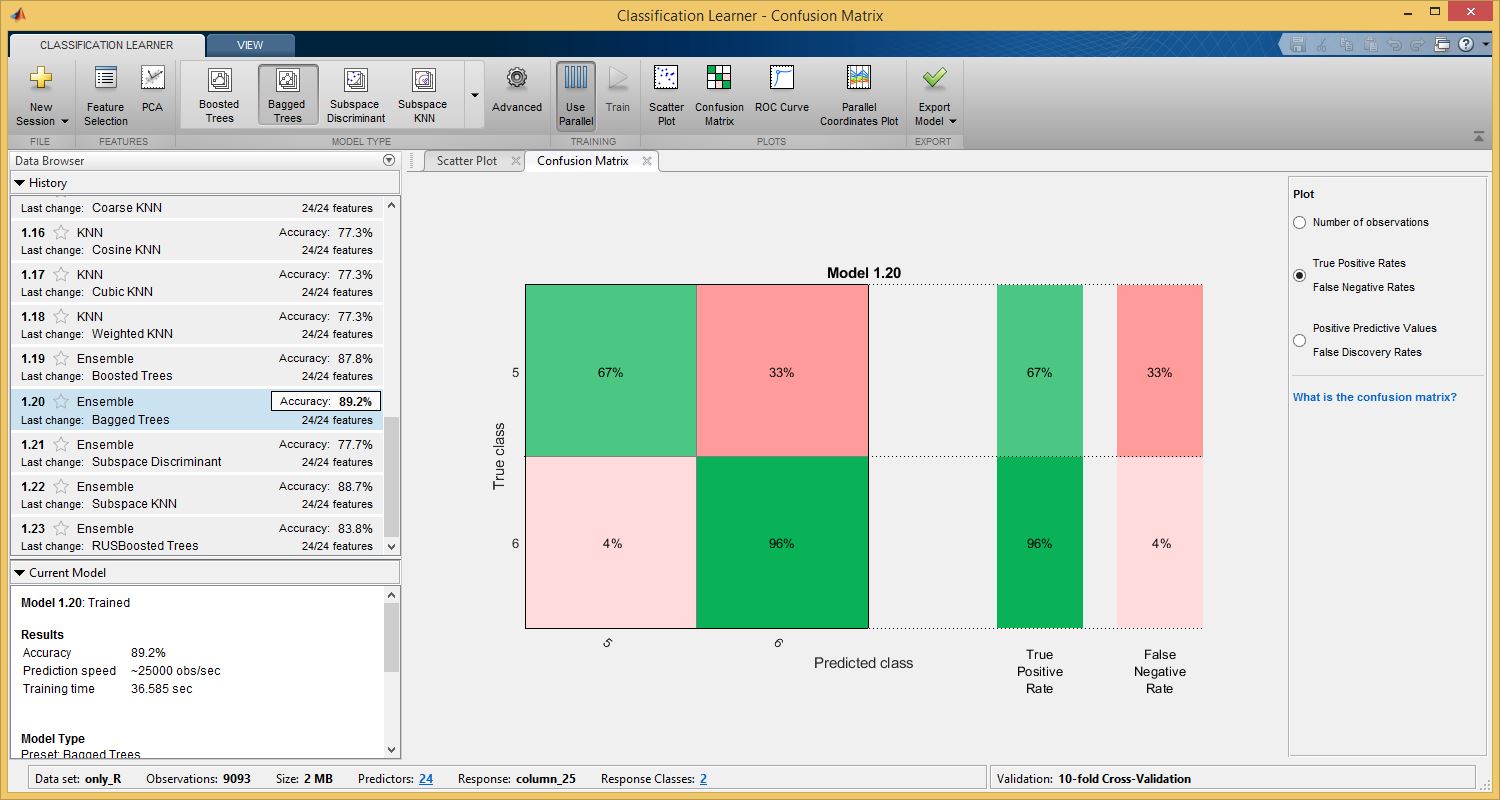 Classification Learner - Confusion Matrix
CLASSIFICATION LEARNER VIEW
New Session
Feature Selection
PCA
Boosted Trees
Bagged Trees
Subspace Discriminant
Subspace KNN
Advanced
Use Parallel
Train
Scatter Plot
Confusion Matrix
ROC Curve
Parallel Coordinates Plot
Export Model
FILE FEATURES MODEL TYPE TRAINING PLOTS EXPORT
Data Browser
History
Last change: Coarse KNN 24/24 features
1.16 KNN Accuracy: 77.3%
Last change: Cosine KNN 24/24 features
1.17 KNN Accuracy: 77.3%
Last change: Cubic KNN 24/24 features
1.18 KNN Accuracy: 77.3%
Last change: Weighted KNN 24/24 features
1.19 Ensemble Accuracy: 87.8%
Last change: Boosted Trees 24/24 features
1.20 Ensemble Accuracy: 89.2%
Last change: Bagged Trees 24/24 features
1.21 Ensemble Accuracy: 77.7%
Last change: Subspace Discriminant 24/24 features
1.22 Ensemble Accuracy: 88.7%
Last change: Subspace KNN 24/24 features
1.23 Ensemble Accuracy: 83.8%
Last change: RUSBoosted Trees 24/24 features
Current Model
Model 1.20: Trained
Results
Accuracy 89.2%
Prediction speed ~25000 obs/sec
Training time 36.585 sec
Model Type
Preset: Bagged Trees
Scatter Plot Confusion Matrix
Model 1.20
True class
5 67% 33% 67% 33%
6 4% 96% 96% 4%
5 6
Predicted class
True
Positive
Rate
False
Negative
Rate
Plot
Number of observations
True Positive Rates
False Negative Rates
Positive Predictive Values
False Discovery Rates
What is the confusion matrix?
Data set: only_R Observations: 9093 Size: 2 MB Predictors: 24 Response: column_25 Response Classes: 2 Validation: 10-fold Cross-Validation